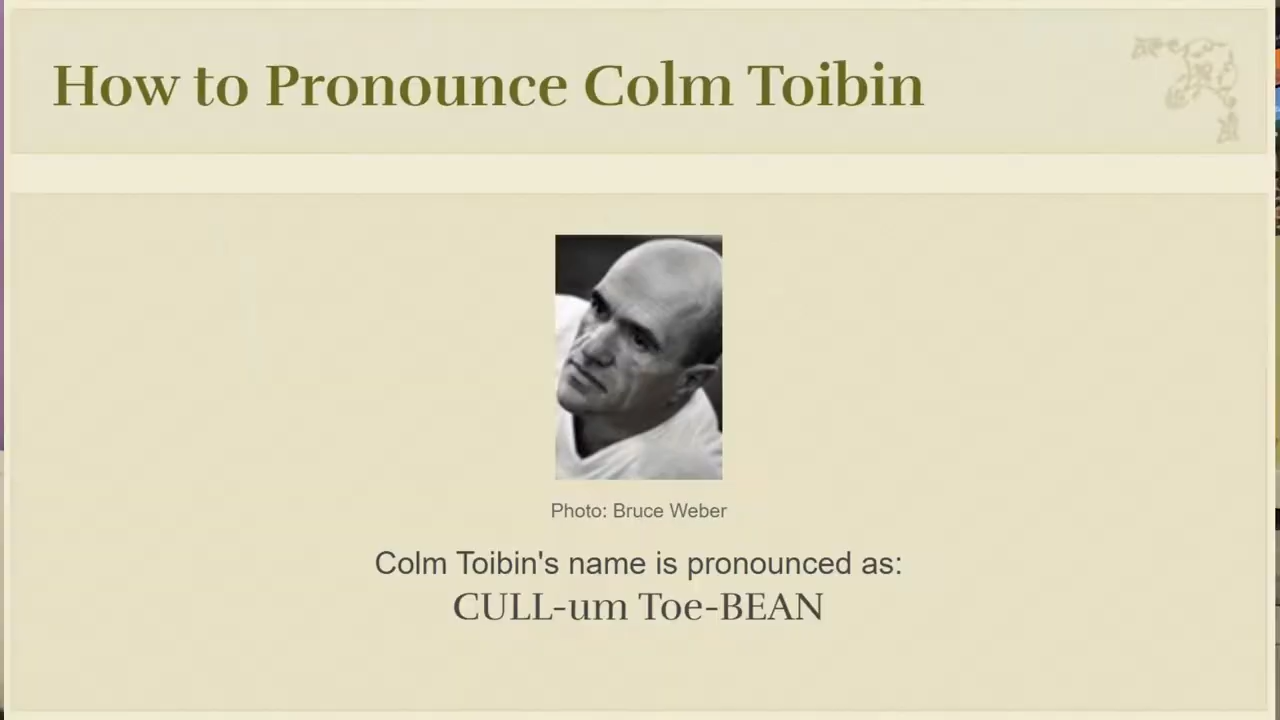 How to Pronounce Colm Toibin
Photo: Bruce Weber
Colm Toibin's name is pronounced as:
CULL-um Toe-BEAN